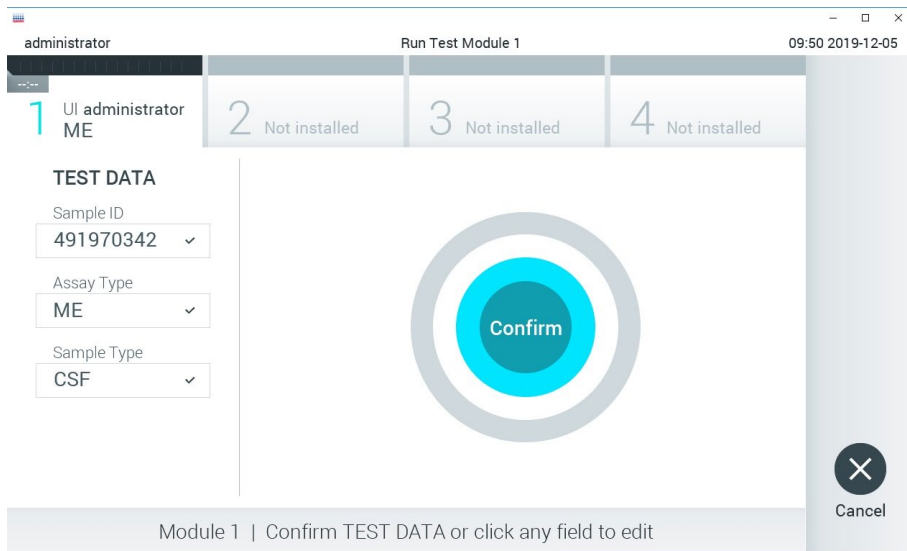 administrator Run Test Module 1 09:50 2019-12-05
--:--
1 UI administrator
ME
2 Not installed
3 Not installed
4 Not installed
TEST DATA
Sample ID
491970342
Assay Type
ME
Sample Type
CSF
Confirm
Cancel
Module 1 | Confirm TEST DATA or click any field to edit